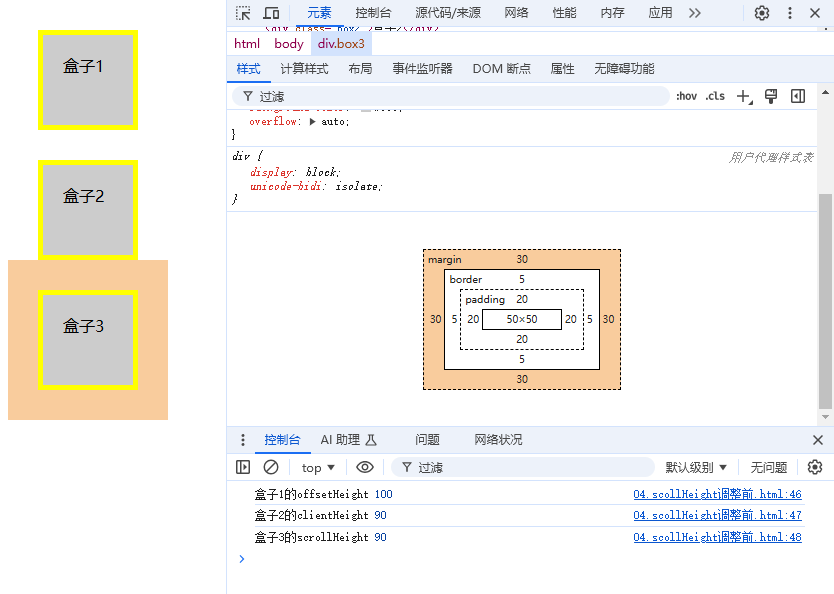 盒子1
盒子2
盒子3
元素 控制台 源代码/来源 网络 性能 内存 应用
html body div.box3
样式 计算样式 布局 事件监听器 DOM 断点 属性 无障碍功能
过滤 :hov .cls
overflow: auto;
}
div { 用户代理样式表
display: block;
unicode-bidi: isolate;
}
margin 30
border 5
padding 20
30 5 20 50×50 20 5 30
20
5
30
控制台 AI 助理 问题 网络状况
top 过滤 默认级别 无问题
盒子1的offsetHeight 100 04.scollHeight调整前.html:46
盒子2的clientHeight 90 04.scollHeight调整前.html:47
盒子3的scrollHeight 90 04.scollHeight调整前.html:48